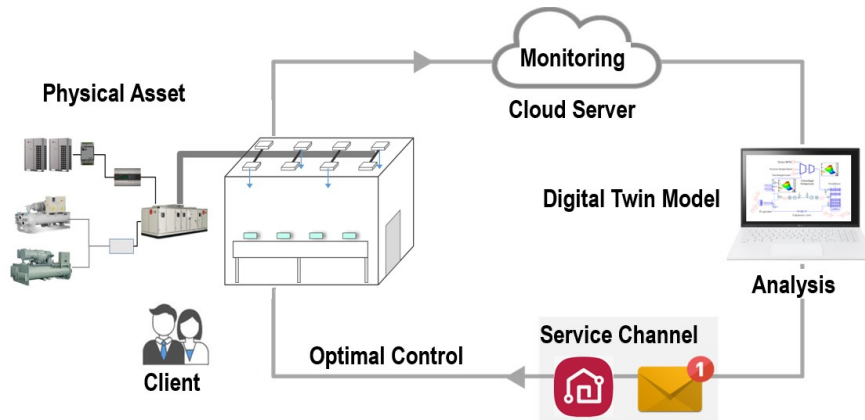 Monitoring
Cloud Server
Physical Asset
Digital Twin Model
Analysis
Client
Optimal Control
Service Channel
1